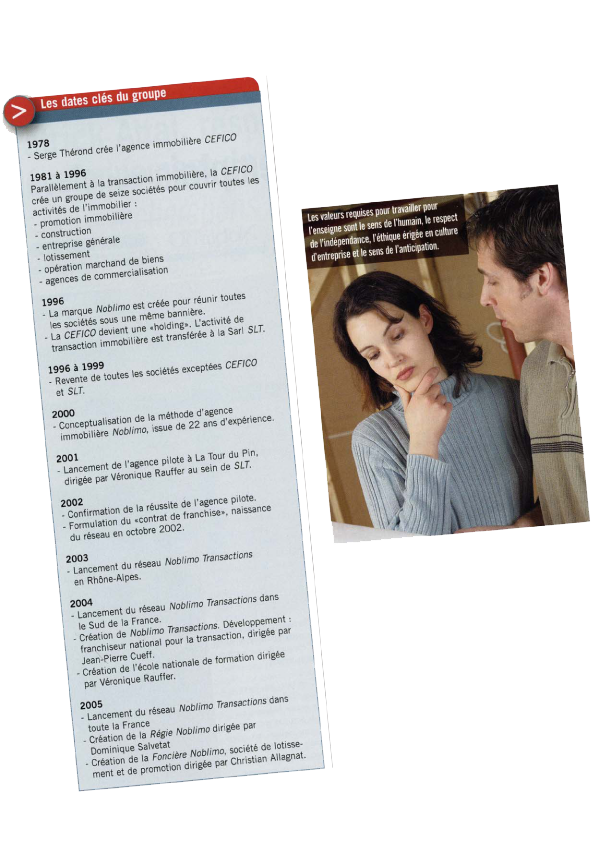 Les dates clés du groupe
1978
- Serge Thérond crée l'agence immobilière CEFICO
1981 à 1996
Parallèlement à la transaction immobilière, la CEFICO
crée un groupe de seize sociétés pour couvrir toutes les
activités de l'immobilier :
- promotion immobilière
- construction
- entreprise générale
- lotissement
- opération marchand de biens
- agences de commercialisation
1996
- La marque Noblimo est créée pour réunir toutes
les sociétés sous une même bannière.
- La CEFICO devient une «holding». L'activité de
transaction immobilière est transférée à la Sarl SLT.
1996 à 1999
- Revente de toutes les sociétés exceptées CEFICO
et SLT.
2000
- Conceptualisation de la méthode d'agence
immobilière Noblimo, issue de 22 ans d'expérience.
2001
- Lancement de l'agence pilote à La Tour du Pin,
dirigée par Véronique Rauffer au sein de SLT.
2002
- Confirmation de la réussite de l'agence pilote.
- Formulation du «contrat de franchise», naissance
du réseau en octobre 2002.
2003
- Lancement du réseau Noblimo Transactions
en Rhône-Alpes.
2004
- Lancement du réseau Noblimo Transactions dans
le Sud de la France.
- Création de Noblimo Transactions. Développement :
franchiseur national pour la transaction, dirigée par
Jean-Pierre Cueff.
- Création de l'école nationale de formation dirigée
par Véronique Rauffer.
2005
- Lancement du réseau Noblimo Transactions dans
toute la France
- Création de la Régie Noblimo dirigée par
Dominique Salvetat
- Création de la Foncière Noblimo, société de lotisse-
ment et de promotion dirigée par Christian Allagnat.
Les valeurs requises pour travailler pour
l'enseigne sont le sens de l'humain, le respect
de l'indépendance, l'éthique érigée en culture
d'entreprise et le sens de l'anticipation.